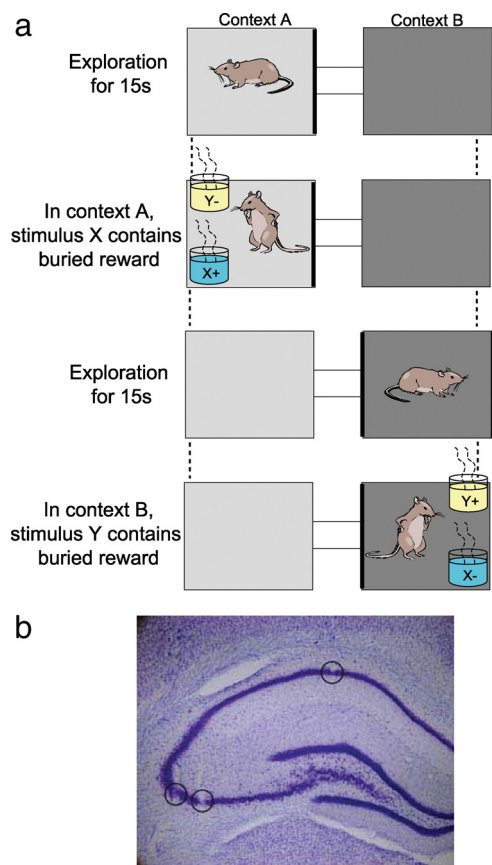 a
Context A
Context B
Exploration
for 15s
Y-
In context A,
stimulus X contains
buried reward
X+
Exploration
for 15s
Y+
In context B,
stimulus Y contains
buried reward
X-
b